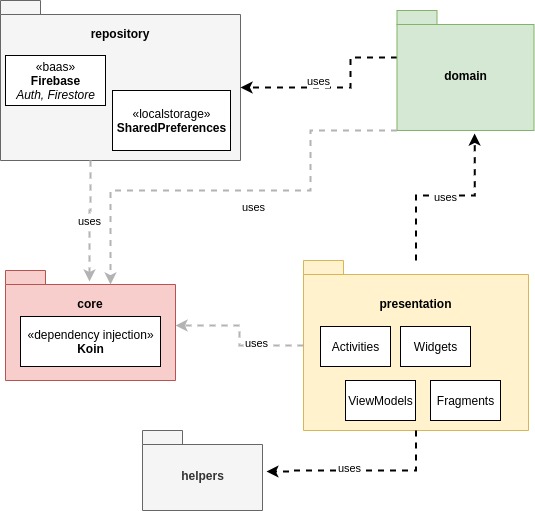 repository
«baas»
Firebase
Auth, Firestore
«localstorage»
SharedPreferences
uses
domain
uses
uses
uses
core
«dependency injection»
Koin
uses
presentation
Activities
Widgets
ViewModels
Fragments
uses
helpers